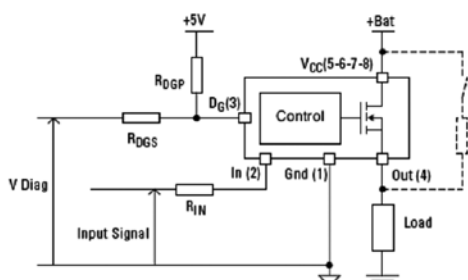 +5V
+Bat
RDGP
VCC(5-6-7-8)
DG(3)
Control
RDGS
In (2)
Gnd (1)
Out (4)
V Diag
RIN
Input Signal
Load